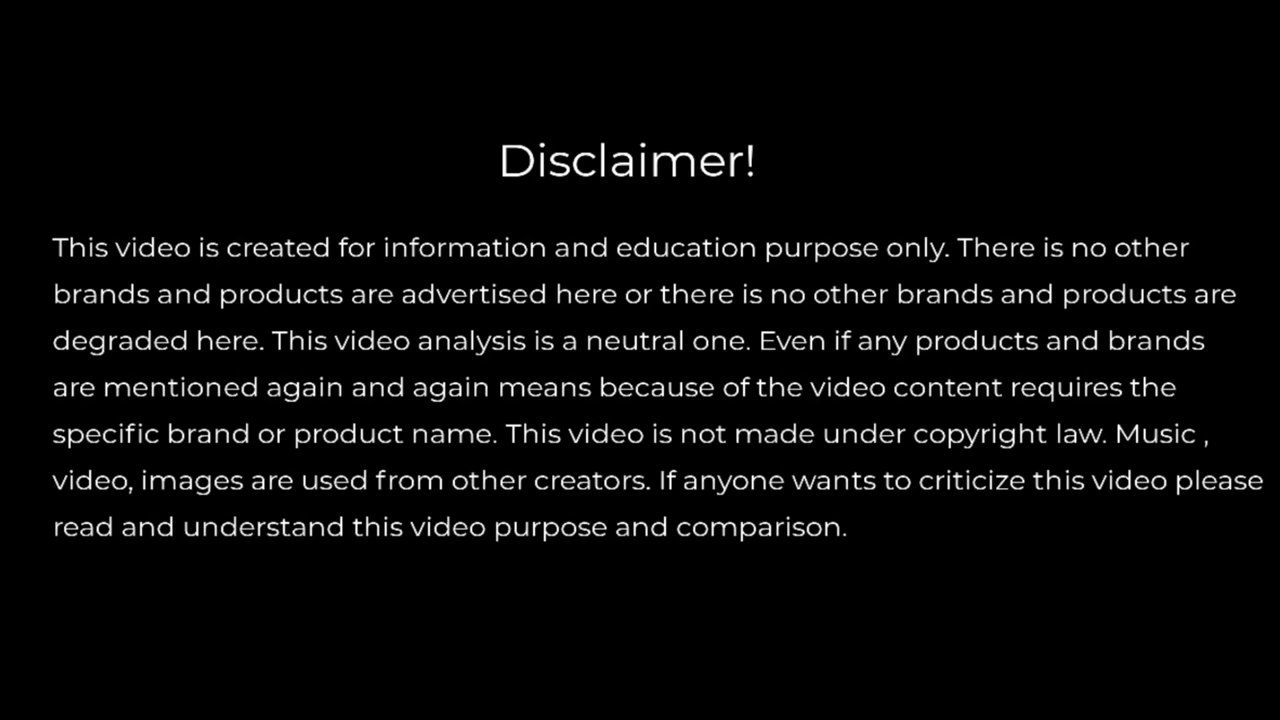 Disclaimer!
This video is created for information and education purpose only. There is no other
brands and products are advertised here or there is no other brands and products are
degraded here. This video analysis is a neutral one. Even if any products and brands
are mentioned again and again means because of the video content requires the
specific brand or product name. This video is not made under copyright law. Music ,
video, images are used from other creators. If anyone wants to criticize this video please
read and understand this video purpose and comparison.